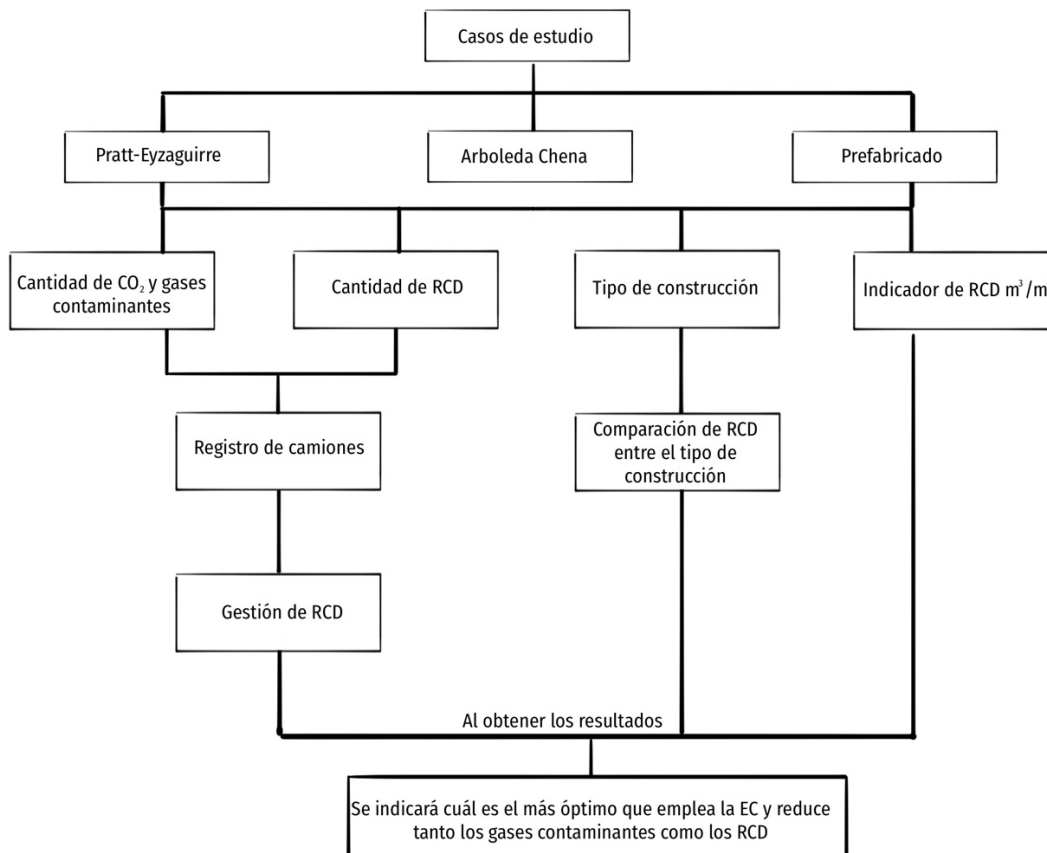 Casos de estudio
Pratt-Eyzaguirre
Arboleda Chena
Prefabricado
Cantidad de CO₂ y gases
contaminantes
Cantidad de RCD
Tipo de construcción
Indicador de RCD m³/m
Registro de camiones
Comparación de RCD
entre el tipo de
construcción
Gestión de RCD
Al obtener los resultados
Se indicará cuál es el más óptimo que emplea la EC y reduce
tanto los gases contaminantes como los RCD